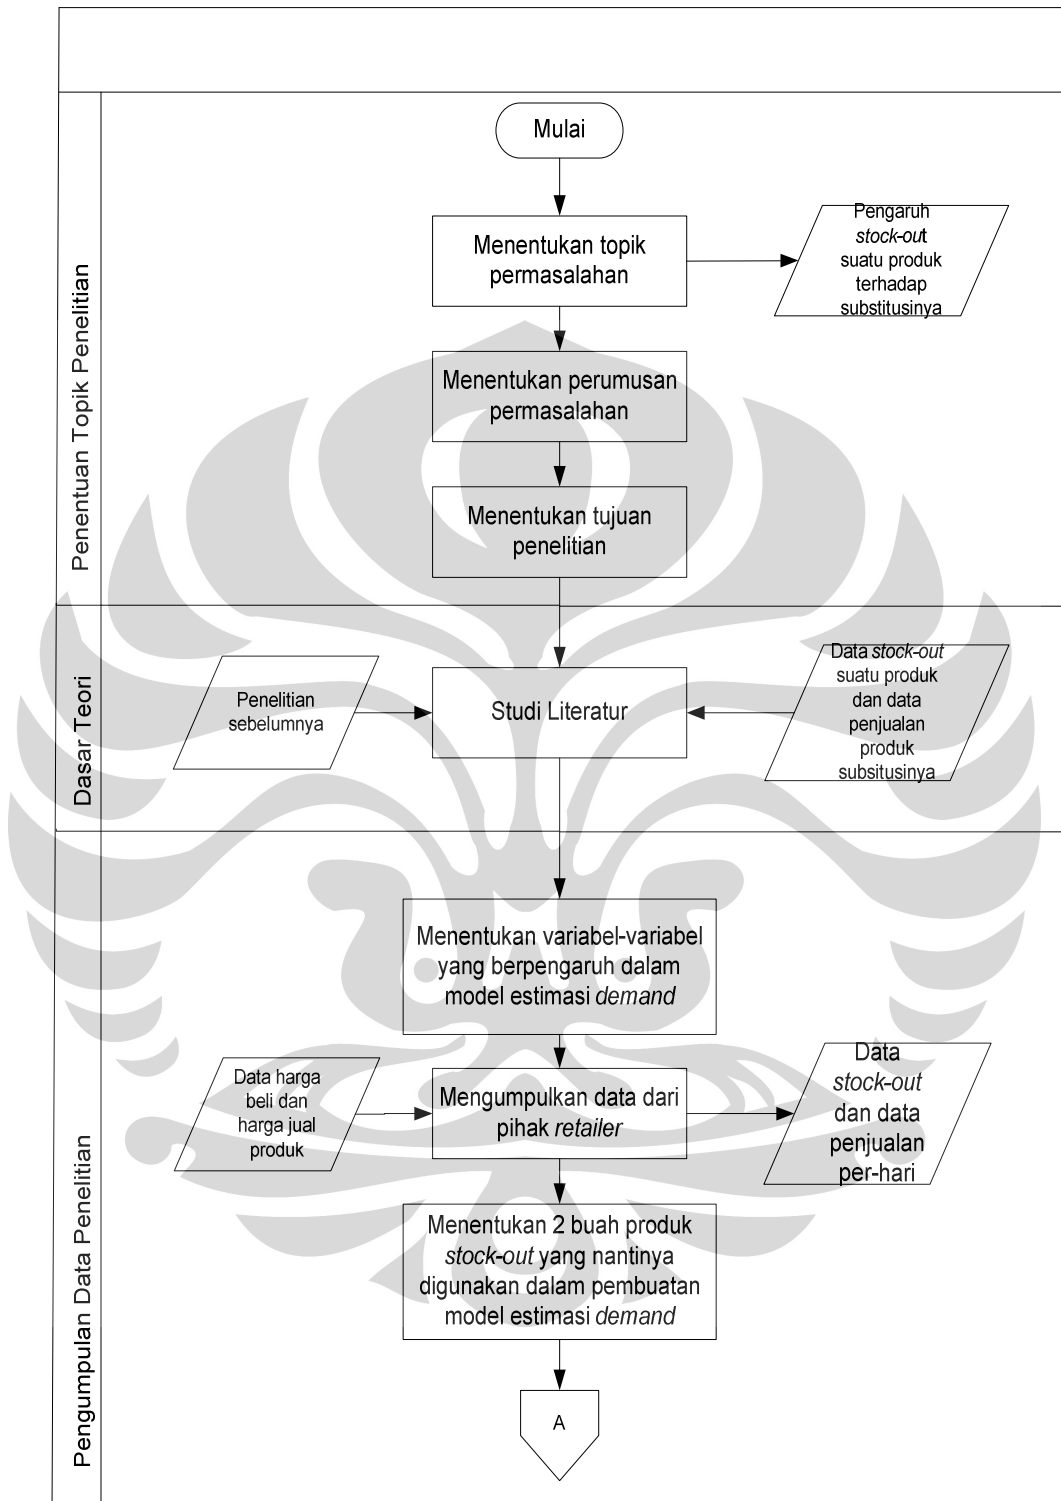 Penentuan Topik Penelitian
Mulai
Menentukan topik
permasalahan
Pengaruh
stock-out
suatu produk
terhadap
substitusinya
Menentukan perumusan
permasalahan
Menentukan tujuan
penelitian
Dasar Teori
Penelitian
sebelumnya
Studi Literatur
Data stock-out
suatu produk
dan data
penjualan
produk
subsitusinya
Pengumpulan Data Penelitian
Menentukan variabel-variabel
yang berpengaruh dalam
model estimasi demand
Data harga
beli dan
harga jual
produk
Mengumpulkan data dari
pihak retailer
Data
stock-out
dan data
penjualan
per-hari
Menentukan 2 buah produk
stock-out yang nantinya
digunakan dalam pembuatan
model estimasi demand
A